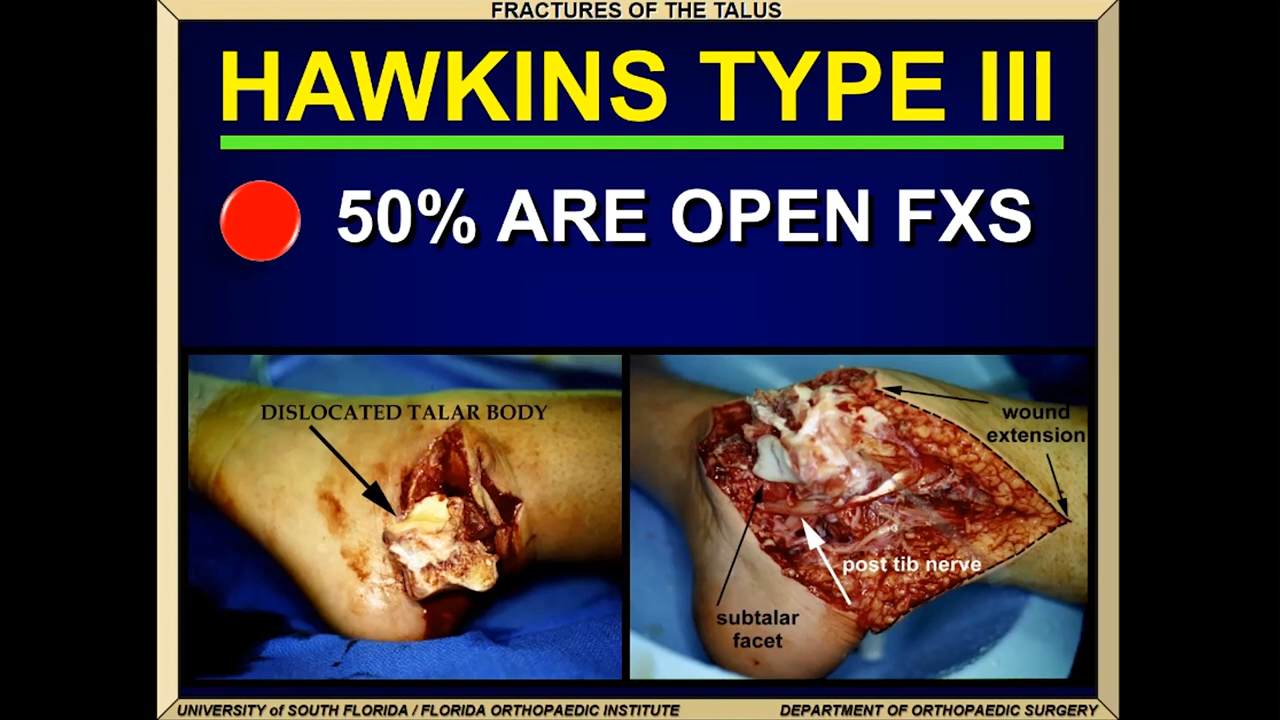 FRACTURES OF THE TALUS
HAWKINS TYPE III
50% ARE OPEN FXS
DISLOCATED TALAR BODY
wound
extension
post tib nerve
subtalar
facet
UNIVERSITY of SOUTH FLORIDA / FLORIDA ORTHOPAEDIC INSTITUTE
DEPARTMENT OF ORTHOPAEDIC SURGERY